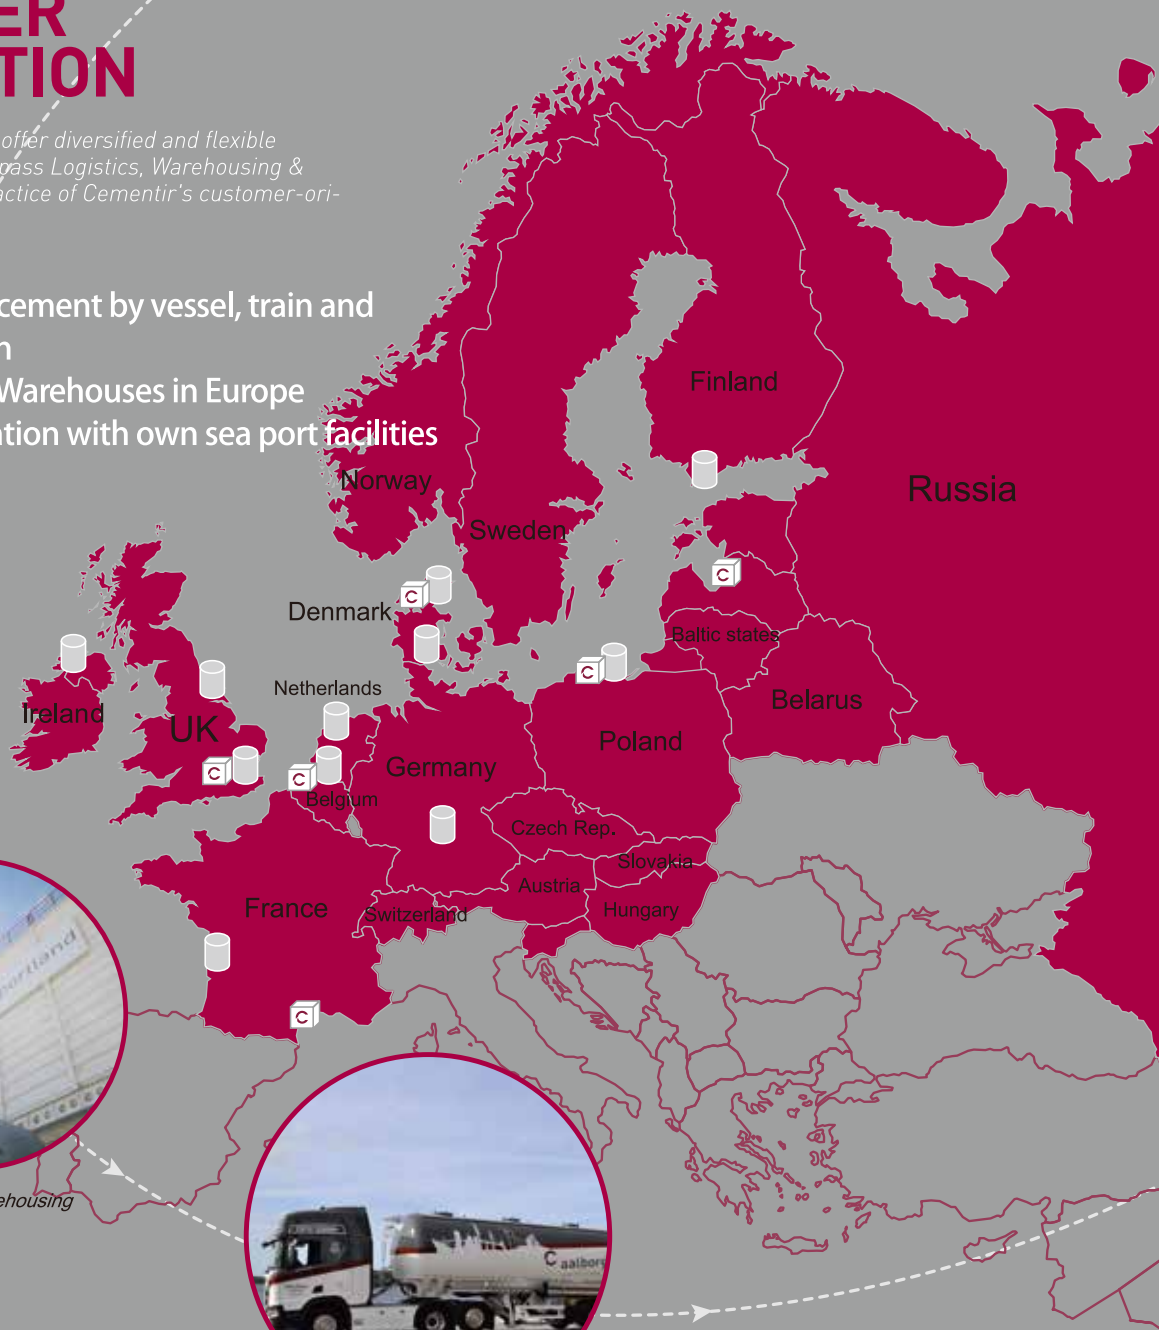 ER
TION
offer diversified and flexible
pass Logistics, Warehousing &
actice of Cementir's customer-ori-
cement by vessel, train and
n
Warehouses in Europe
ation with own sea port facilities
Finland
Norway
Russia
Sweden
Denmark
Baltic states
Netherlands
Belarus
Ireland
UK
Poland
Germany
Belgium
Czech Rep.
Slovakia
Austria
France
Switzerland
Hungary
C
C
C
C
C
C
portland
ehousing
C aalborg